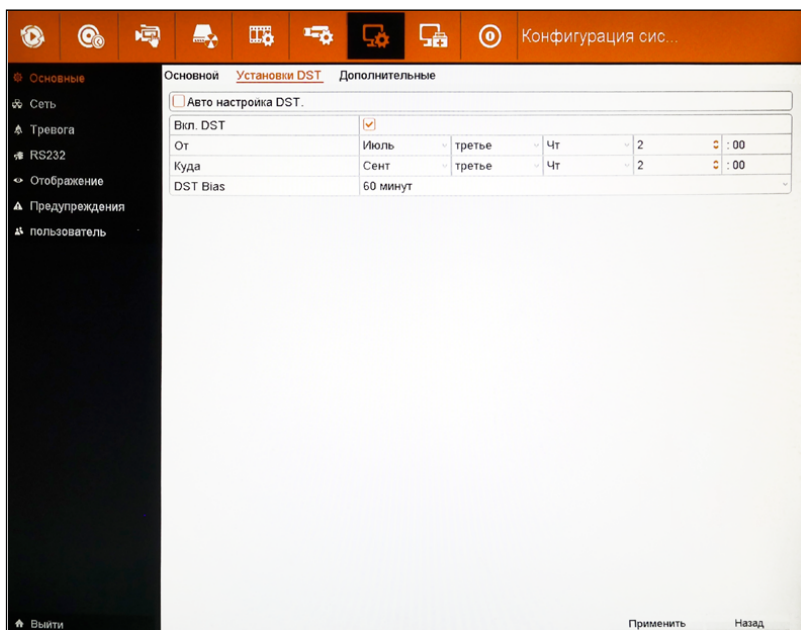 Конфигурация сис...
Основные
Сеть
Тревога
RS232
Отображение
Предупреждения
пользователь
Выйти
Основной Установки DST Дополнительные
Авто настройка DST.
Вкл. DST
От Июль третье Чт 2 : 00
Куда Сент третье Чт 2 : 00
DST Bias 60 минут
Применить Назад